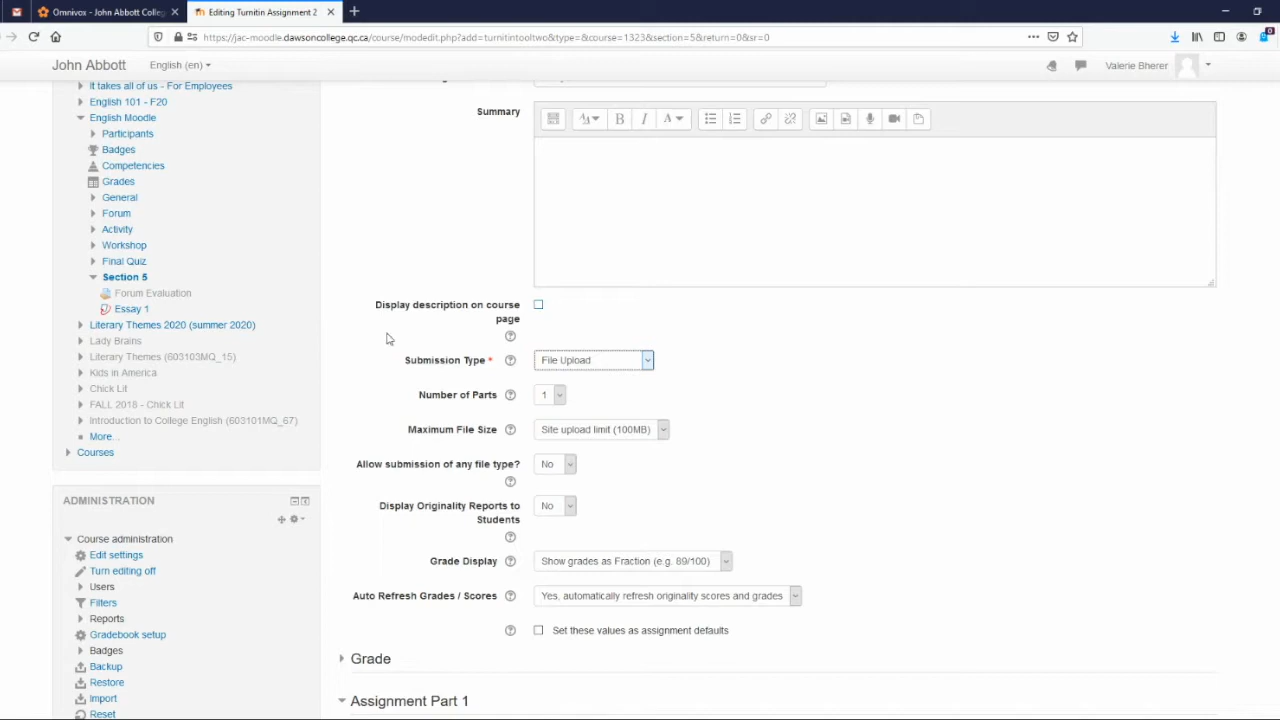 Omnivox - John Abbott Colleg
Editing Turnitin Assignment 2
https://jac-moodle.dawsoncollege.qc.ca/course/modedit.php?add=turnitintooltwo&type=&course=1323&section=5&return=0&sr=0
John Abbott
English (en)
Valerie Bherer
It takes all of us - For Employees
English 101 - F20
English Moodle
Participants
Badges
Competencies
Grades
General
Forum
Activity
Workshop
Final Quiz
Section 5
Forum Evaluation
Essay 1
Literary Themes 2020 (summer 2020)
Lady Brains
Literary Themes (603103MQ_15)
Kids in America
Chick Lit
FALL 2018 - Chick Lit
Introduction to College English (603101MQ_67)
More...
Courses
ADMINISTRATION
Course administration
Edit settings
Turn editing off
Users
Filters
Reports
Gradebook setup
Badges
Backup
Restore
Import
Reset
Summary
Display description on course
page
Submission Type *
File Upload
Number of Parts
1
Maximum File Size
Site upload limit (100MB)
Allow submission of any file type?
No
Display Originality Reports to
Students
No
Grade Display
Show grades as Fraction (e.g. 89/100)
Auto Refresh Grades / Scores
Yes, automatically refresh originality scores and grades
Set these values as assignment defaults
Grade
Assignment Part 1